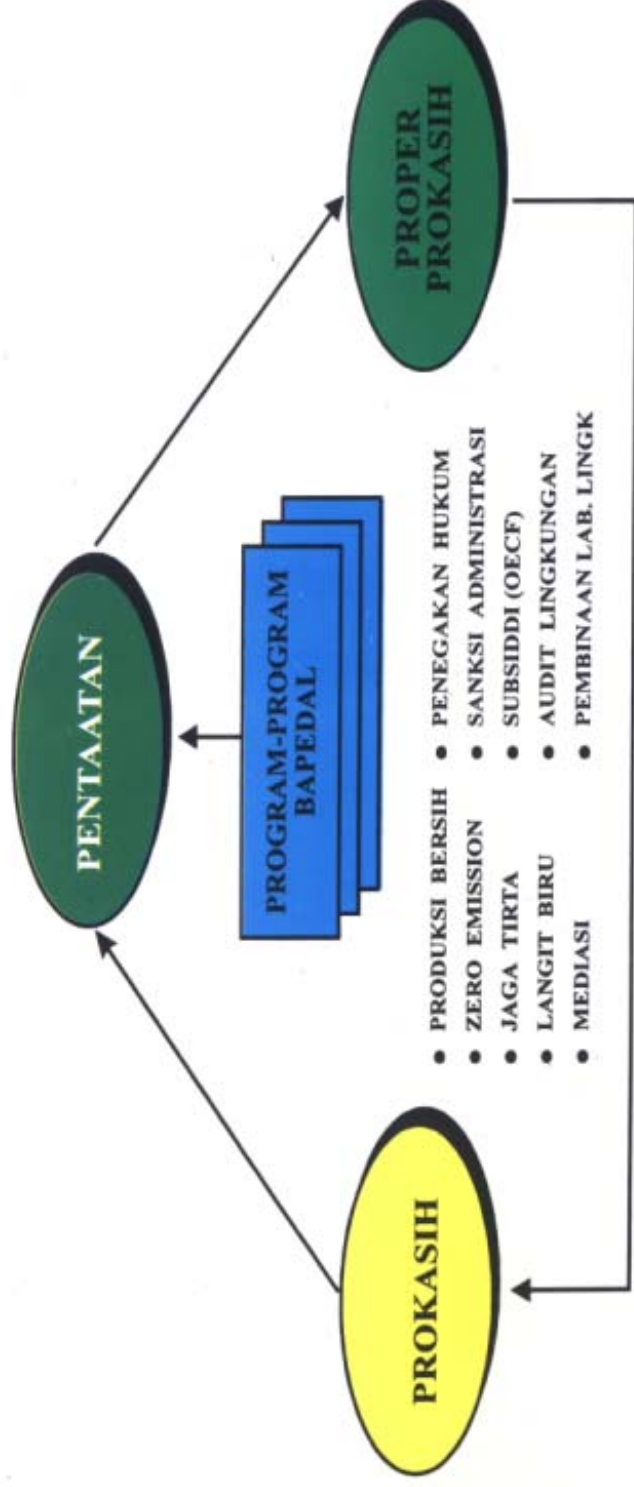 PENTAATAN
PROGRAM-PROGRAM
BAPEDAL
PROKASIH
PROPER
PROKASIH
• PRODUKSI BERSIH
• ZERO EMISSION
• JAGA TIRTA
• LANGIT BIRU
• MEDIASI
• PENEGAKAN HUKUM
• SANKSI ADMINISTRASI
• SUBSIDDI (OECF)
• AUDIT LINGKUNGAN
• PEMBINAAN LAB. LINGK